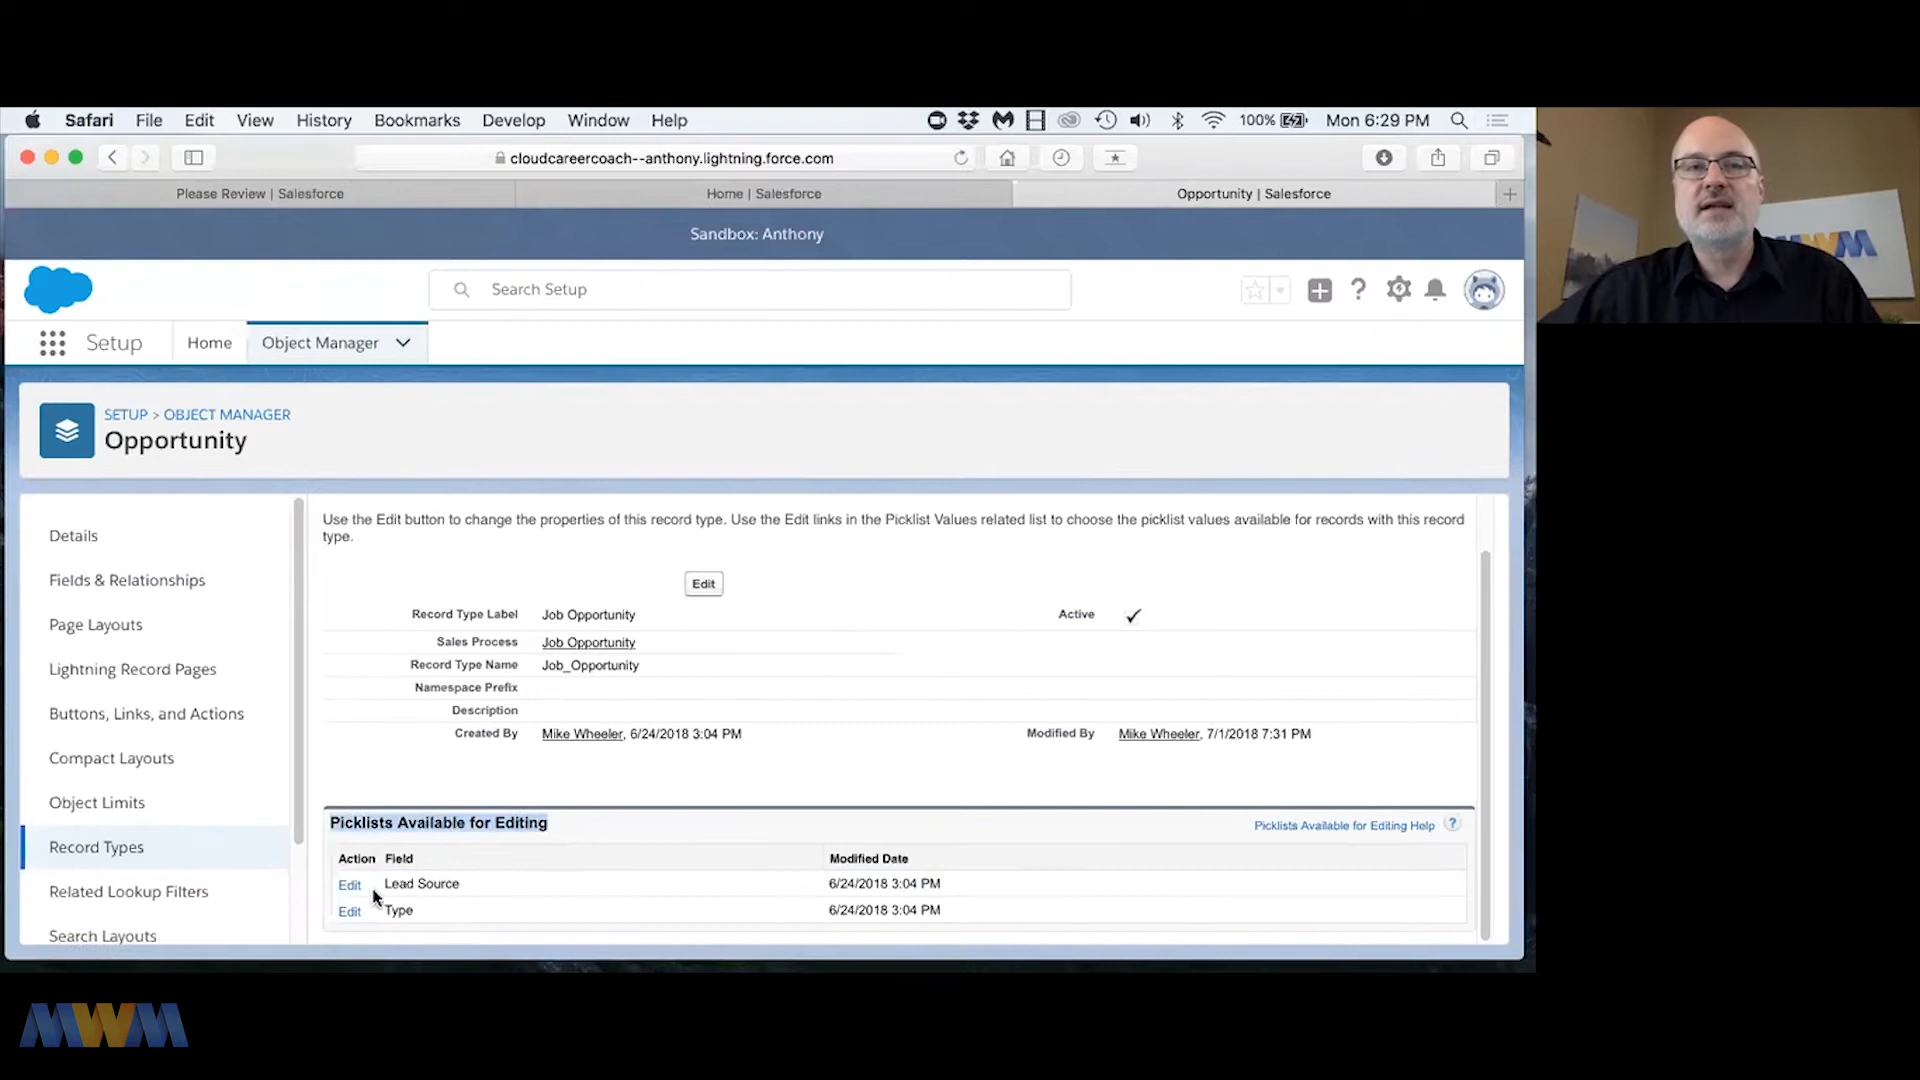 Safari File Edit View History Bookmarks Develop Window Help 100% Mon 6:29 PM
cloudcareercoach--anthony.lightning.force.com
Please Review | Salesforce Home | Salesforce Opportunity | Salesforce
Sandbox: Anthony
Search Setup
Setup Home Object Manager
SETUP > OBJECT MANAGER
Opportunity
Details
Fields & Relationships
Page Layouts
Lightning Record Pages
Buttons, Links, and Actions
Compact Layouts
Object Limits
Record Types
Related Lookup Filters
Search Layouts
Use the Edit button to change the properties of this record type. Use the Edit links in the Picklist Values related list to choose the picklist values available for records with this record
type.
Edit
Record Type Label Job Opportunity Active
Sales Process Job Opportunity
Record Type Name Job_Opportunity
Namespace Prefix
Description
Created By Mike Wheeler, 6/24/2018 3:04 PM Modified By Mike Wheeler, 7/1/2018 7:31 PM
Picklists Available for Editing Picklists Available for Editing Help ?
Action Field Modified Date
Edit Lead Source 6/24/2018 3:04 PM
Edit Type 6/24/2018 3:04 PM
MWM
MWM